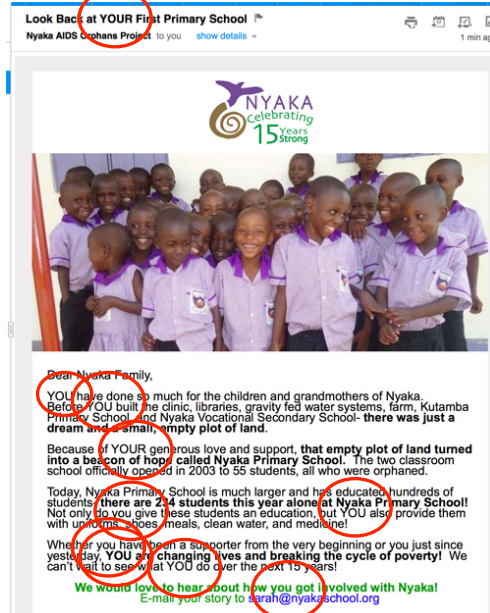 Look Back at YOUR First Primary School
Nyaka AIDS Orphans Project to you show details
1 min ag
NYAKA
Celebrating
15 Years Strong
Dear Nyaka Family,
YOU have done so much for the children and grandmothers of Nyaka.
Before YOU built the clinic, libraries, gravity fed water systems, farm, Kutamba
Primary School, and Nyaka Vocational Secondary School- there was just a
dream and a small, empty plot of land.
Because of YOUR generous love and support, that empty plot of land turned
into a beacon of hope called Nyaka Primary School. The two classroom
school officially opened in 2003 to 55 students, all who were orphaned.
Today, Nyaka Primary School is much larger and has educated hundreds of
students- there are 234 students this year alone at Nyaka Primary School!
Not only do you give these students an education, but YOU also provide them
with uniforms, shoes, meals, clean water, and medicine!
Whether you have been a supporter from the very beginning or you just since
yesterday, YOU are changing lives and breaking the cycle of poverty! We
can't wait to see what YOU do over the next 15 years!
We would love to hear about how you got involved with Nyaka!
E-mail your story to sarah@nyakaschool.org